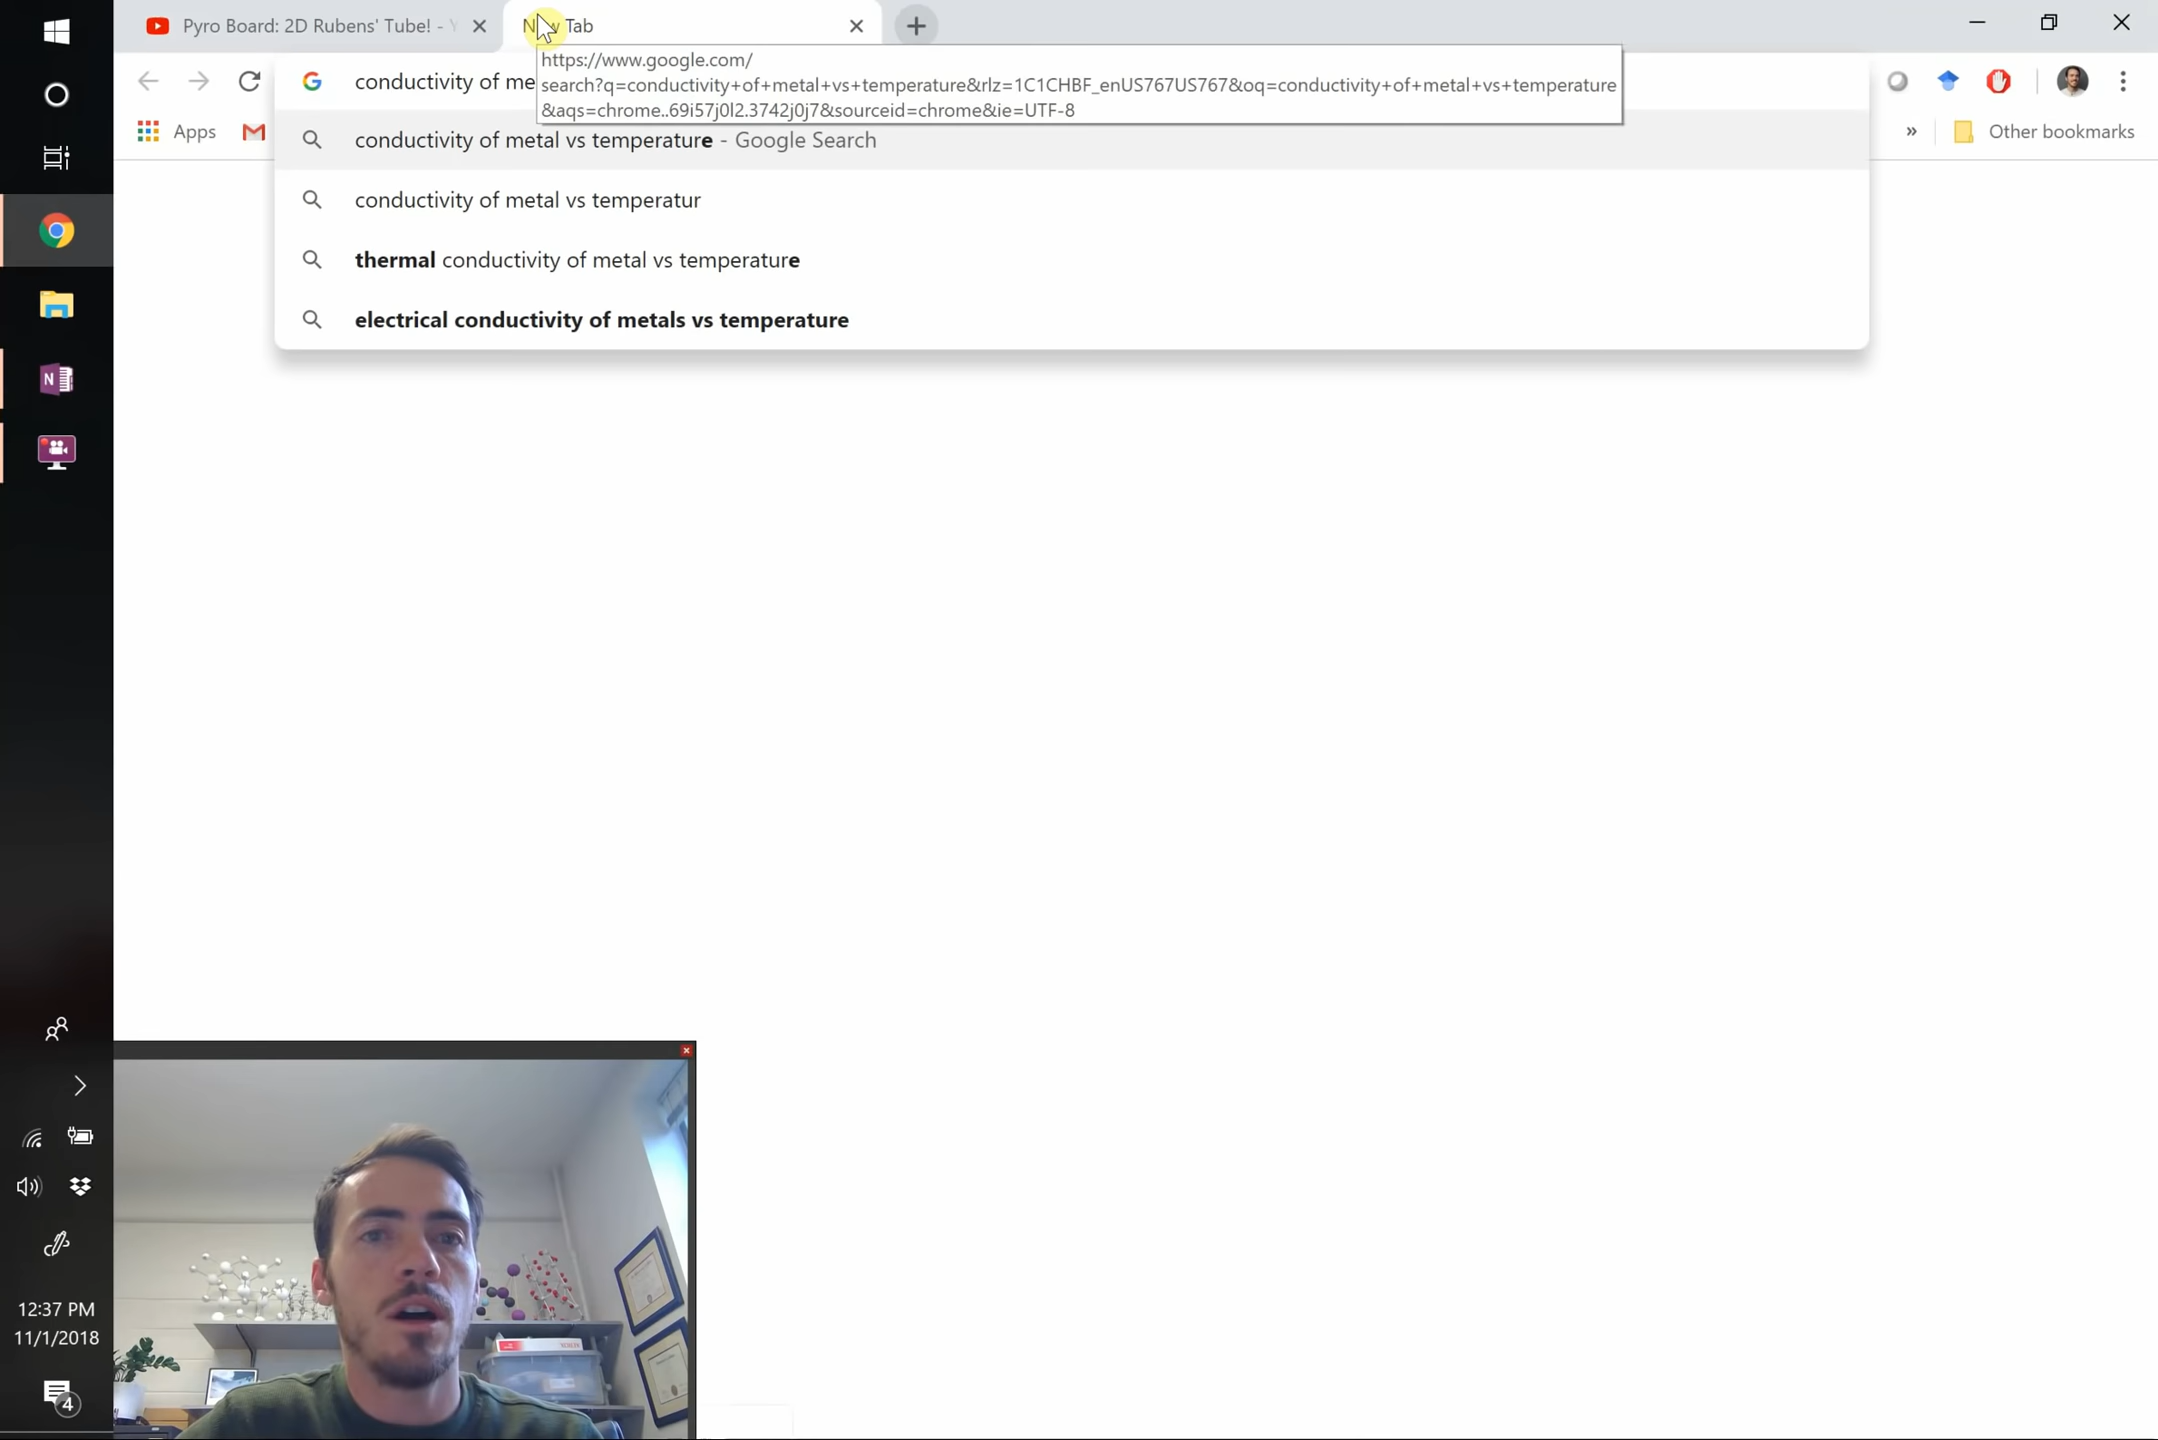 Pyro Board: 2D Rubens' Tube! -
Tab
https://www.google.com/
search?q=conductivity+of+metal+vs+temperature&rlz=1C1CHBF_enUS767US767&oq=conductivity+of+metal+vs+temperature
&aqs=chrome..69i57j0l2.3742j0j7&sourceid=chrome&ie=UTF-8
conductivity of me
Apps
»
Other bookmarks
conductivity of metal vs temperature - Google Search
conductivity of metal vs temperatur
thermal conductivity of metal vs temperature
electrical conductivity of metals vs temperature
12:37 PM
11/1/2018
4